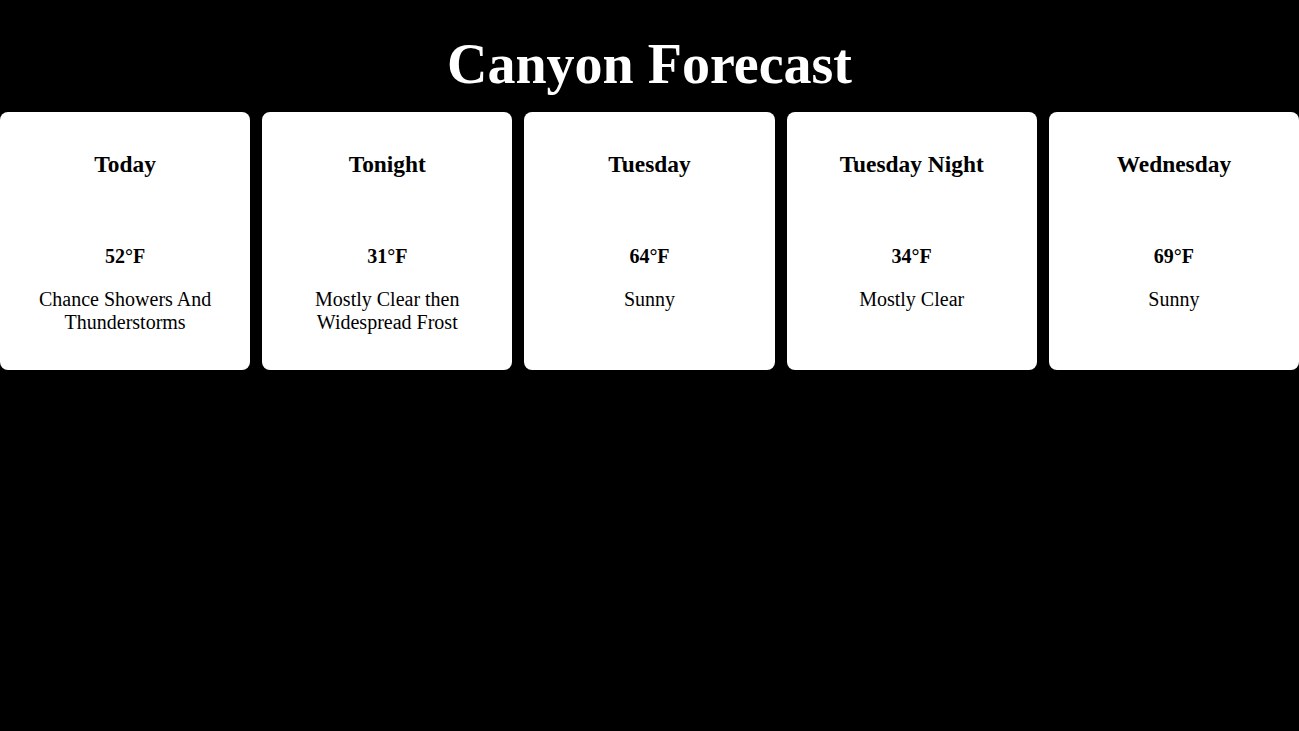 Canyon Forecast
Today
52°F
Chance Showers And
Thunderstorms
Tonight
31°F
Mostly Clear then
Widespread Frost
Tuesday
64°F
Sunny
Tuesday Night
34°F
Mostly Clear
Wednesday
69°F
Sunny